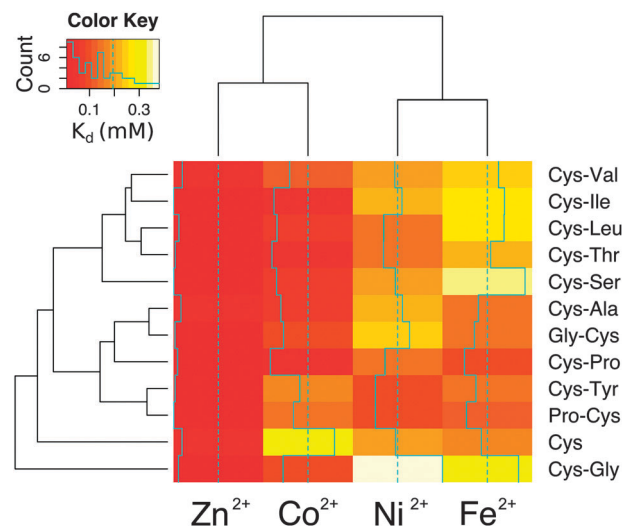 Color Key
Count
0
6
0.1
0.3
Kd (mM)
Cys-Val
Cys-Ile
Cys-Leu
Cys-Thr
Cys-Ser
Cys-Ala
Gly-Cys
Cys-Pro
Cys-Tyr
Pro-Cys
Cys
Cys-Gly
Zn2+ Co2+ Ni2+ Fe2+